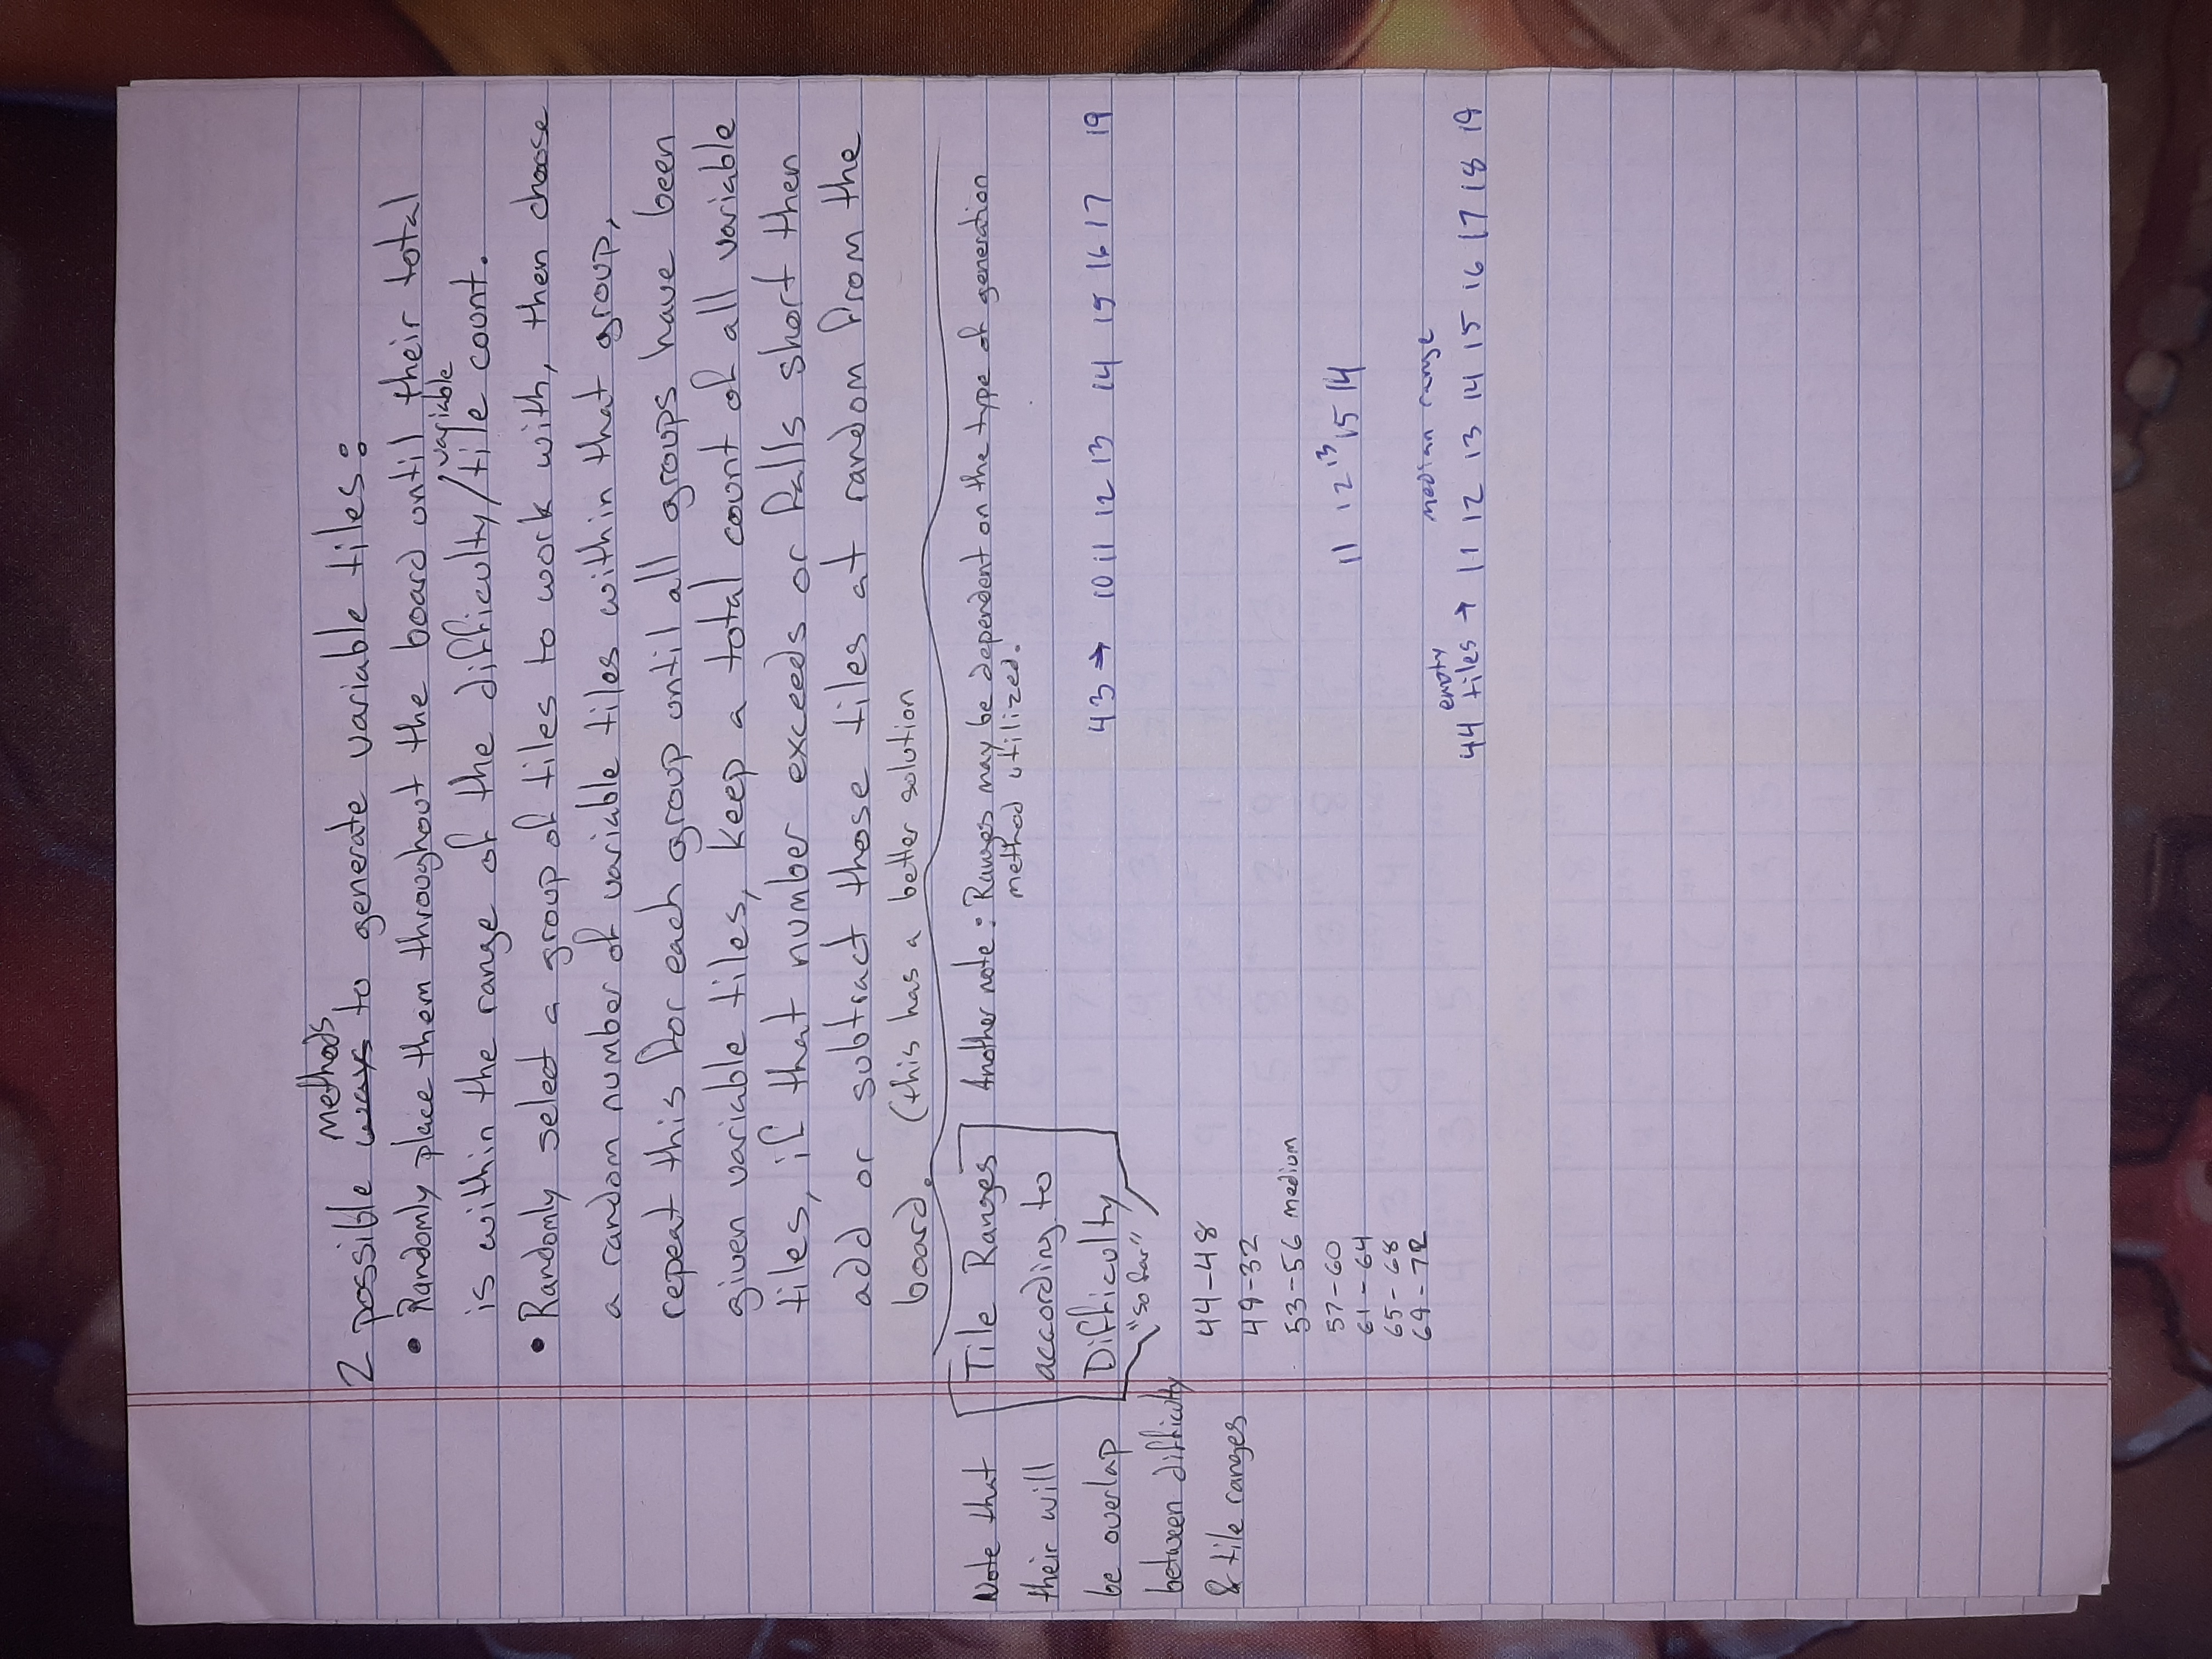 2 possible ways methods to generate variable tiles:
• Randomly place them throughout the board until their total
is within the range of the difficulty/variable tile count.
• Randomly select a group of tiles to work with, then choose
a random number of variable tiles within that group,
repeat this for each group until all groups have been
given variable tiles, keep a total count of all variable
tiles, if that number exceeds or falls short then
add or subtract those tiles at random from the
board. (this has a better solution
Note that
their will
be overlap
between difficulty
& tile ranges
Tile Ranges
according to
Difficulty
"so far"
44-48
49-32
53-56 medium
57-60
61-64
65-68
69-72
Another note: Ranges may be dependent on the type of generation
method utilized.
43 → 10 11 12 13 14 15 16 17 19
11 12 13 15 14
median range
44 empty tiles → 11 12 13 14 15 16 17 18 19